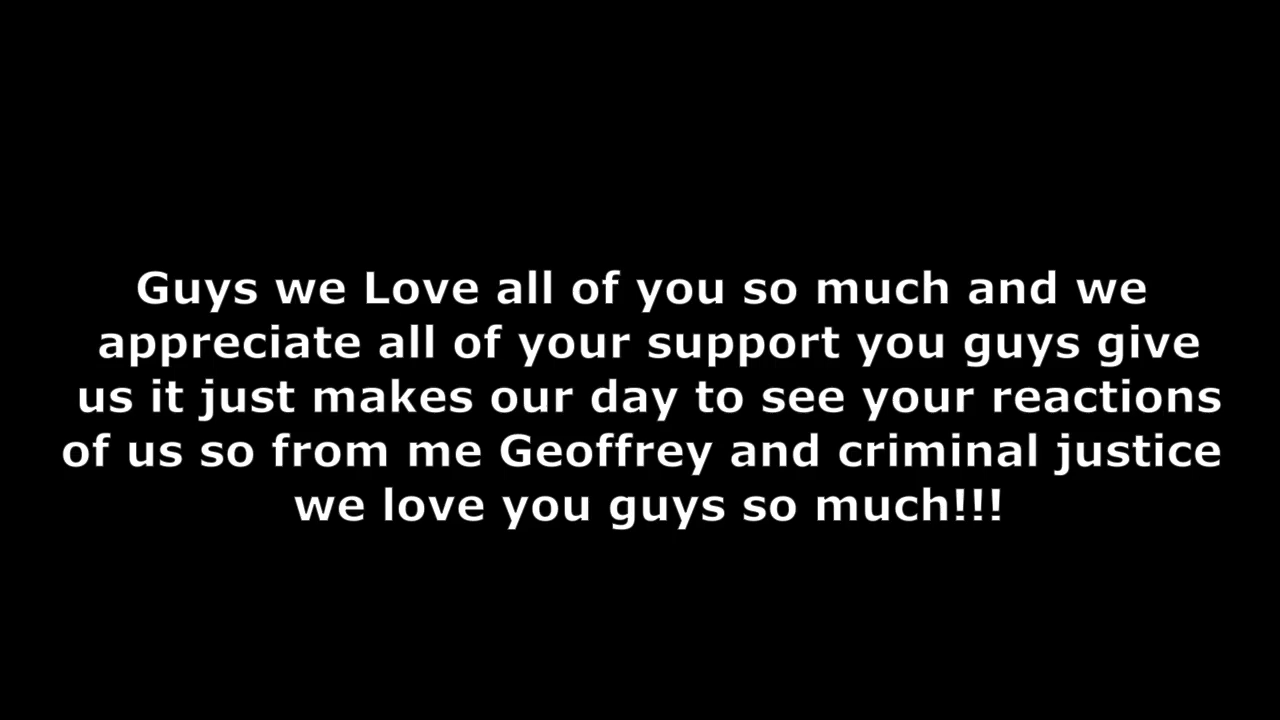 Guys we Love all of you so much and we
appreciate all of your support you guys give
us it just makes our day to see your reactions
of us so from me Geoffrey and criminal justice
we love you guys so much!!!